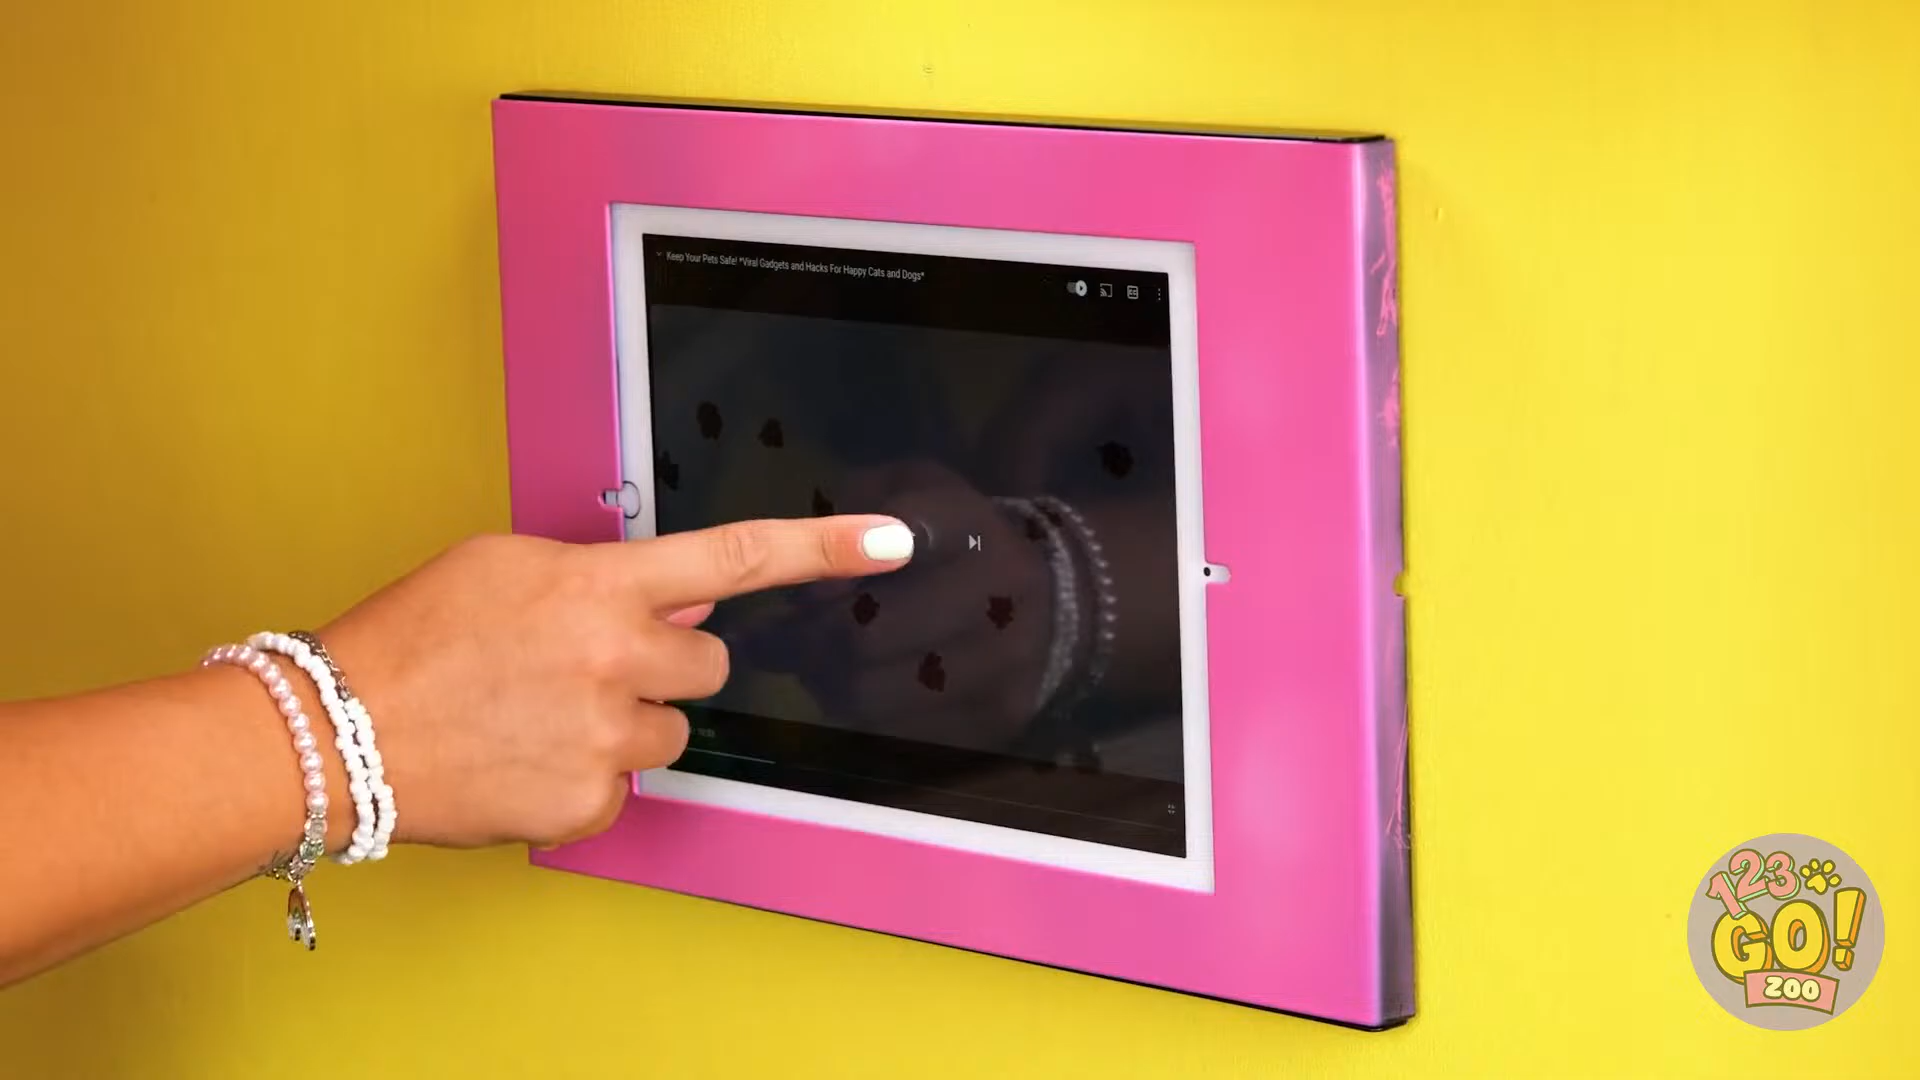 Keep Your Pets Safe! *Viral Gadgets and Hacks For Happy Cats and Dogs*
123
GO!
ZOO